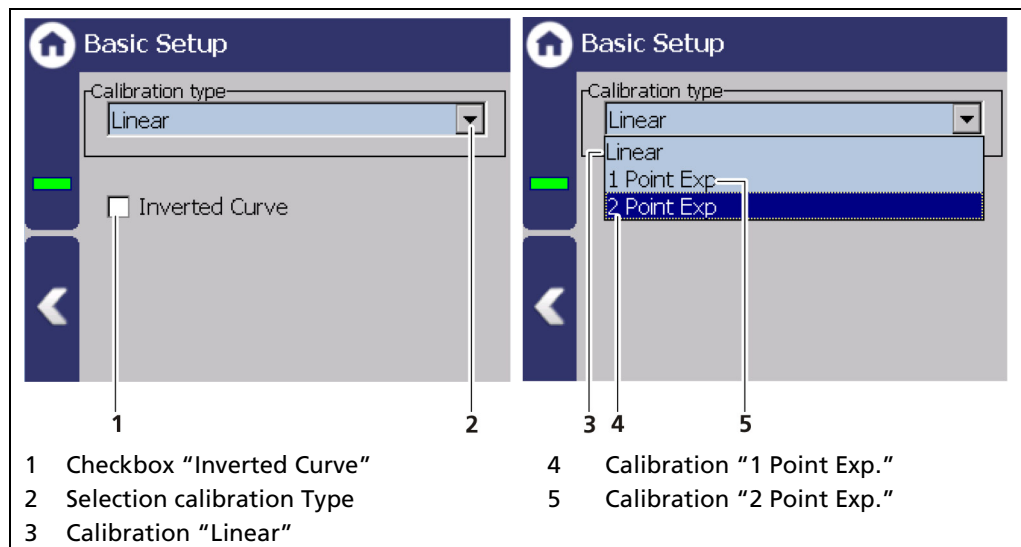 Basic Setup
Calibration type
Linear
Inverted Curve
1
2
Basic Setup
Calibration type
Linear
Linear
1 Point Exp
2 Point Exp
3 4 5
1 Checkbox “Inverted Curve”
2 Selection calibration Type
3 Calibration “Linear”
4 Calibration “1 Point Exp.”
5 Calibration “2 Point Exp.”